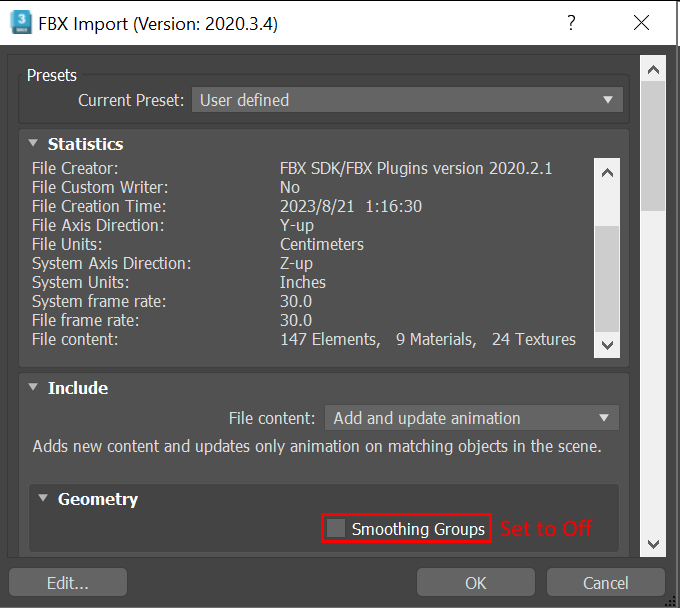 FBX Import (Version: 2020.3.4)
Presets
Current Preset: User defined
Statistics
File Creator: FBX SDK/FBX Plugins version 2020.2.1
File Custom Writer: No
File Creation Time: 2023/8/21 1:16:30
File Axis Direction: Y-up
File Units: Centimeters
System Axis Direction: Z-up
System Units: Inches
System frame rate: 30.0
File frame rate: 30.0
File content: 147 Elements, 9 Materials, 24 Textures
Include
File content: Add and update animation
Adds new content and updates only animation on matching objects in the scene.
Geometry
Smoothing Groups Set to Off
Edit... OK Cancel